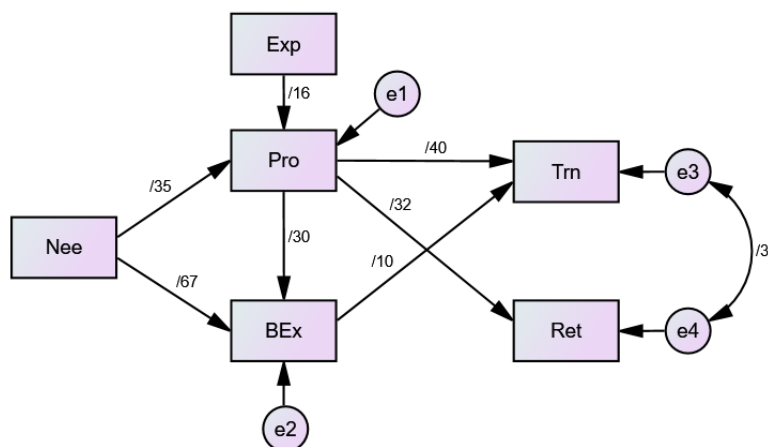 Exp
/16
e1
Pro
/40
Trn
e3
/35
/32
Nee
/30
/3
/10
/67
BEx
Ret
e4
e2